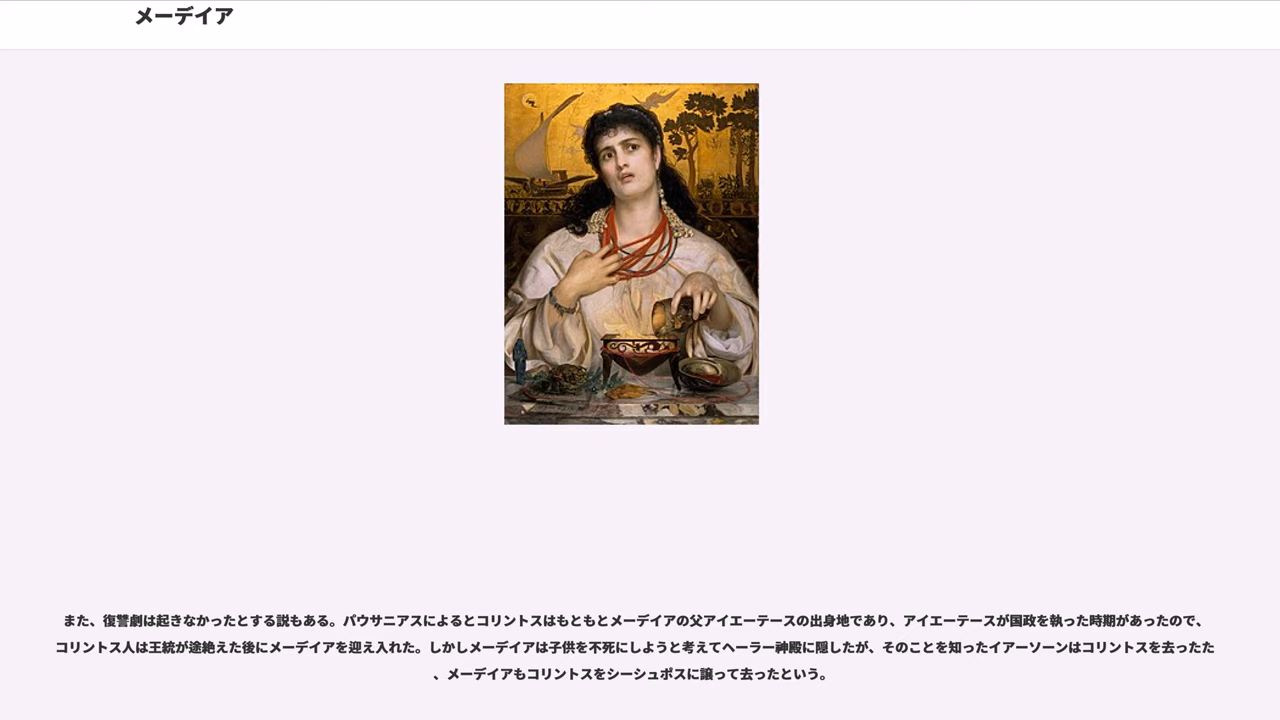 メーデイア
また、復讐劇は起きなかったとする説もある。パウサニアスによるとコリントスはもともとメーデイアの父アイエーテースの出身地であり、アイエーテースが国政を執った時期があったので、
コリントス人は王統が途絶えた後にメーデイアを迎え入れた。しかしメーデイアは子供を不死にしようと考えてヘーラー神殿に隠したが、そのことを知ったイアーソーンはコリントスを去ったた
、メーデイアもコリントスをシーシュポスに譲って去ったという。